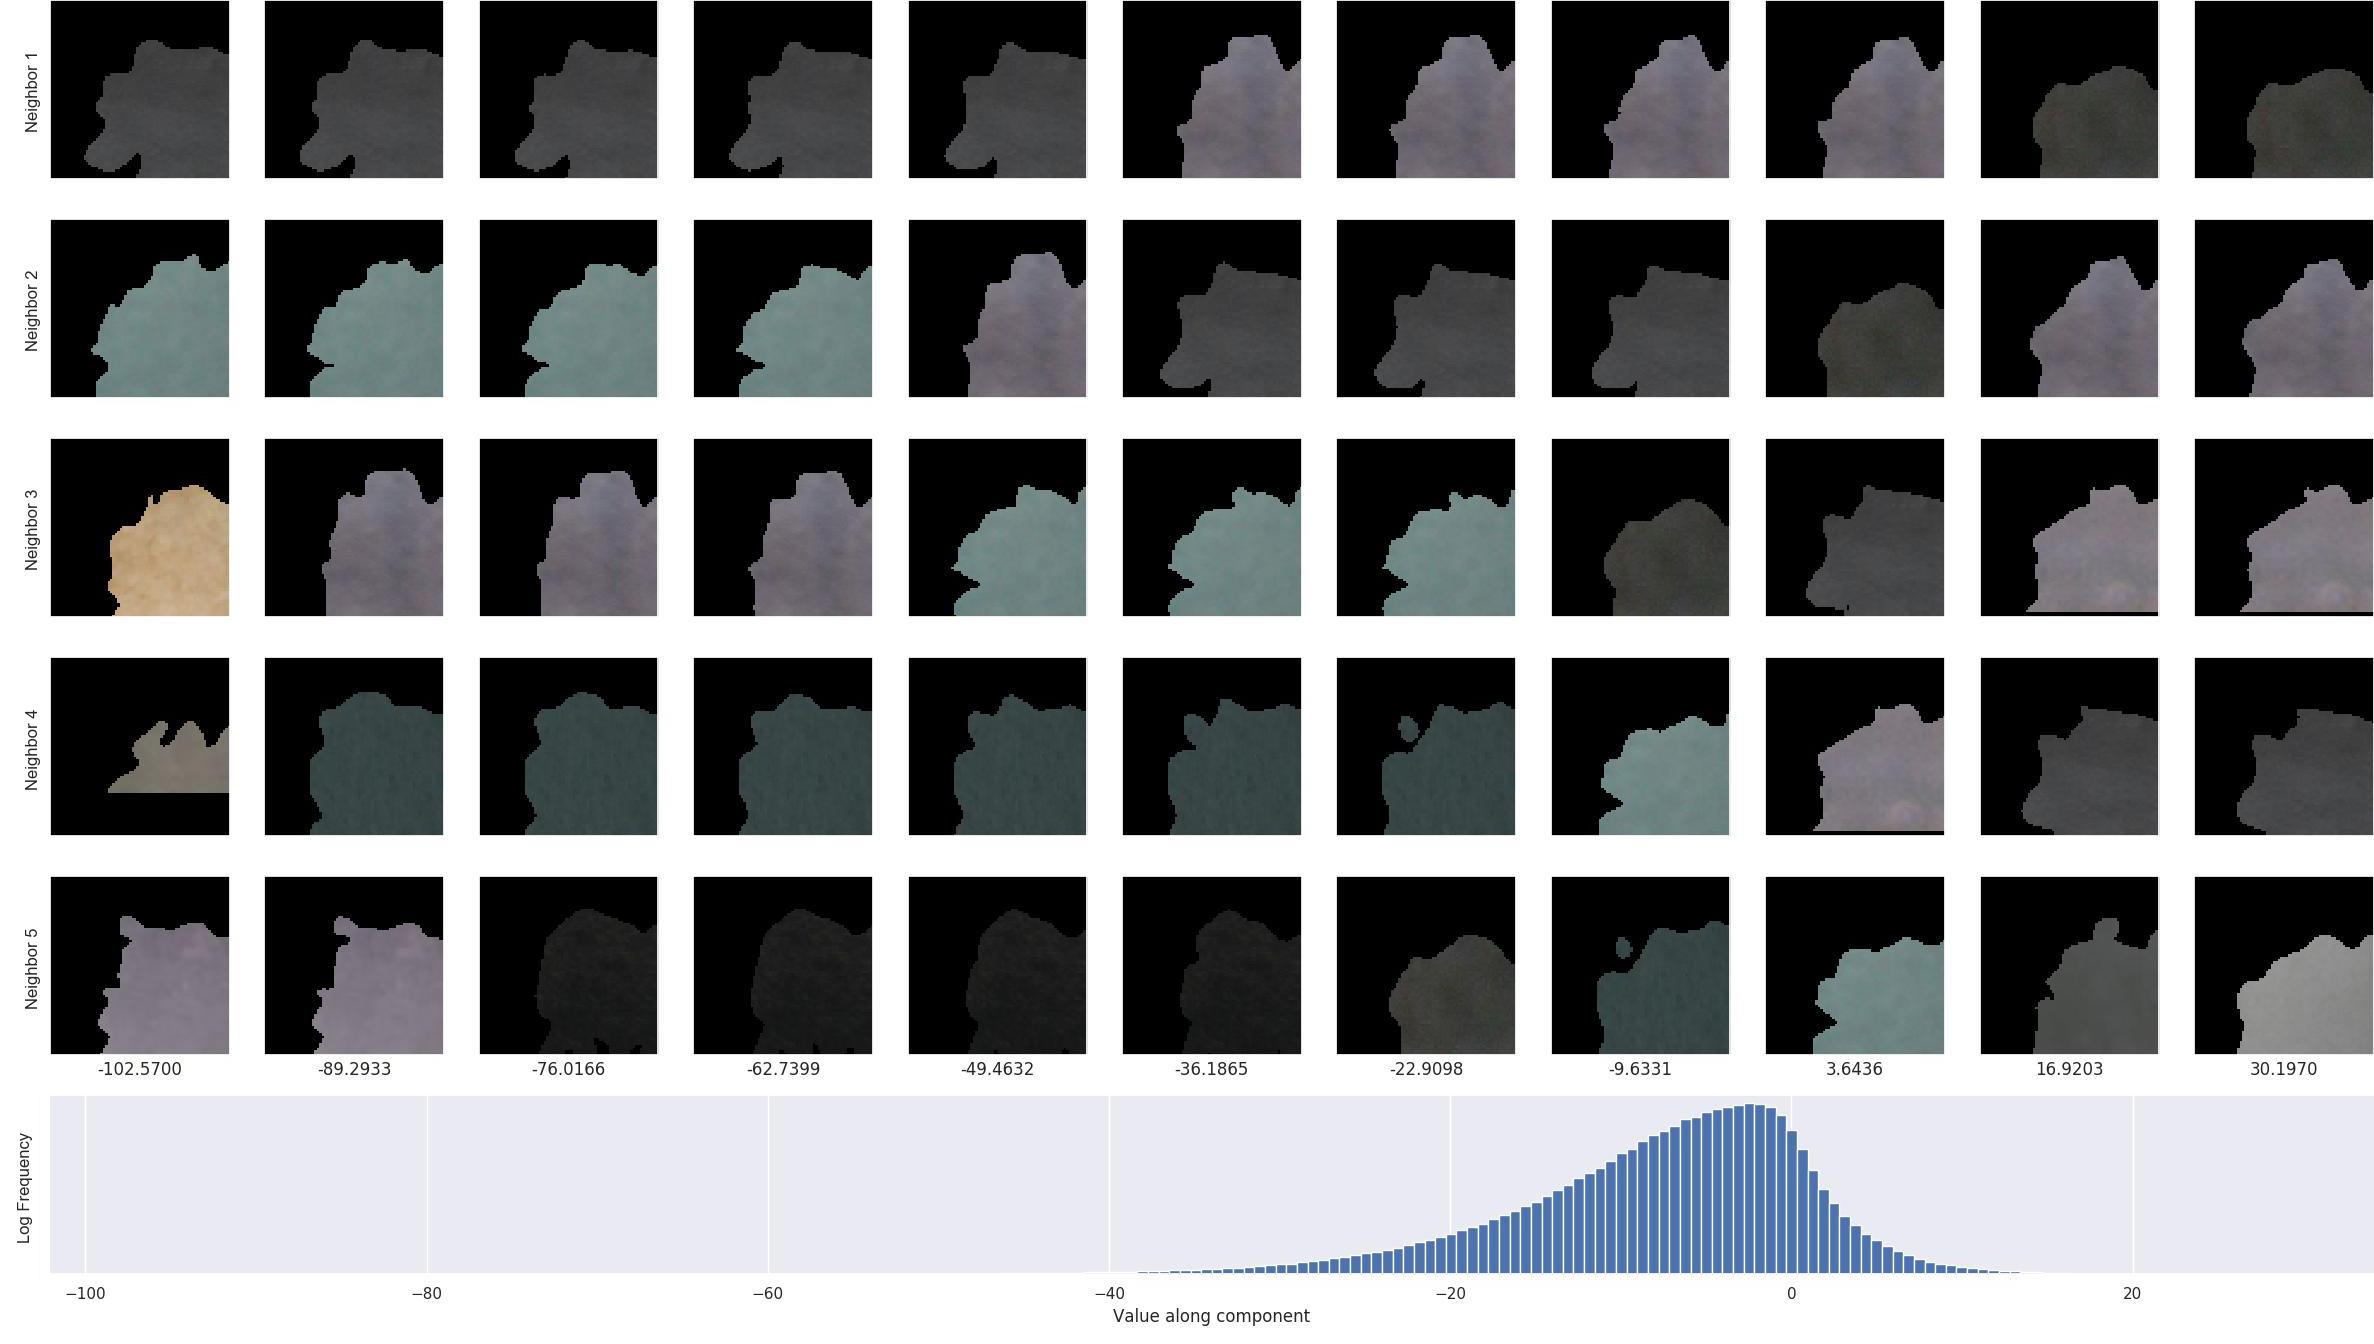 Neighbor 1
Neighbor 2
Neighbor 3
Neighbor 4
Neighbor 5
-102.5700 -89.2933 -76.0166 -62.7399 -49.4632 -36.1865 -22.9098 -9.6331 3.6436 16.9203 30.1970
Log Frequency
−100 −80 −60 −40 −20 0 20
Value along component